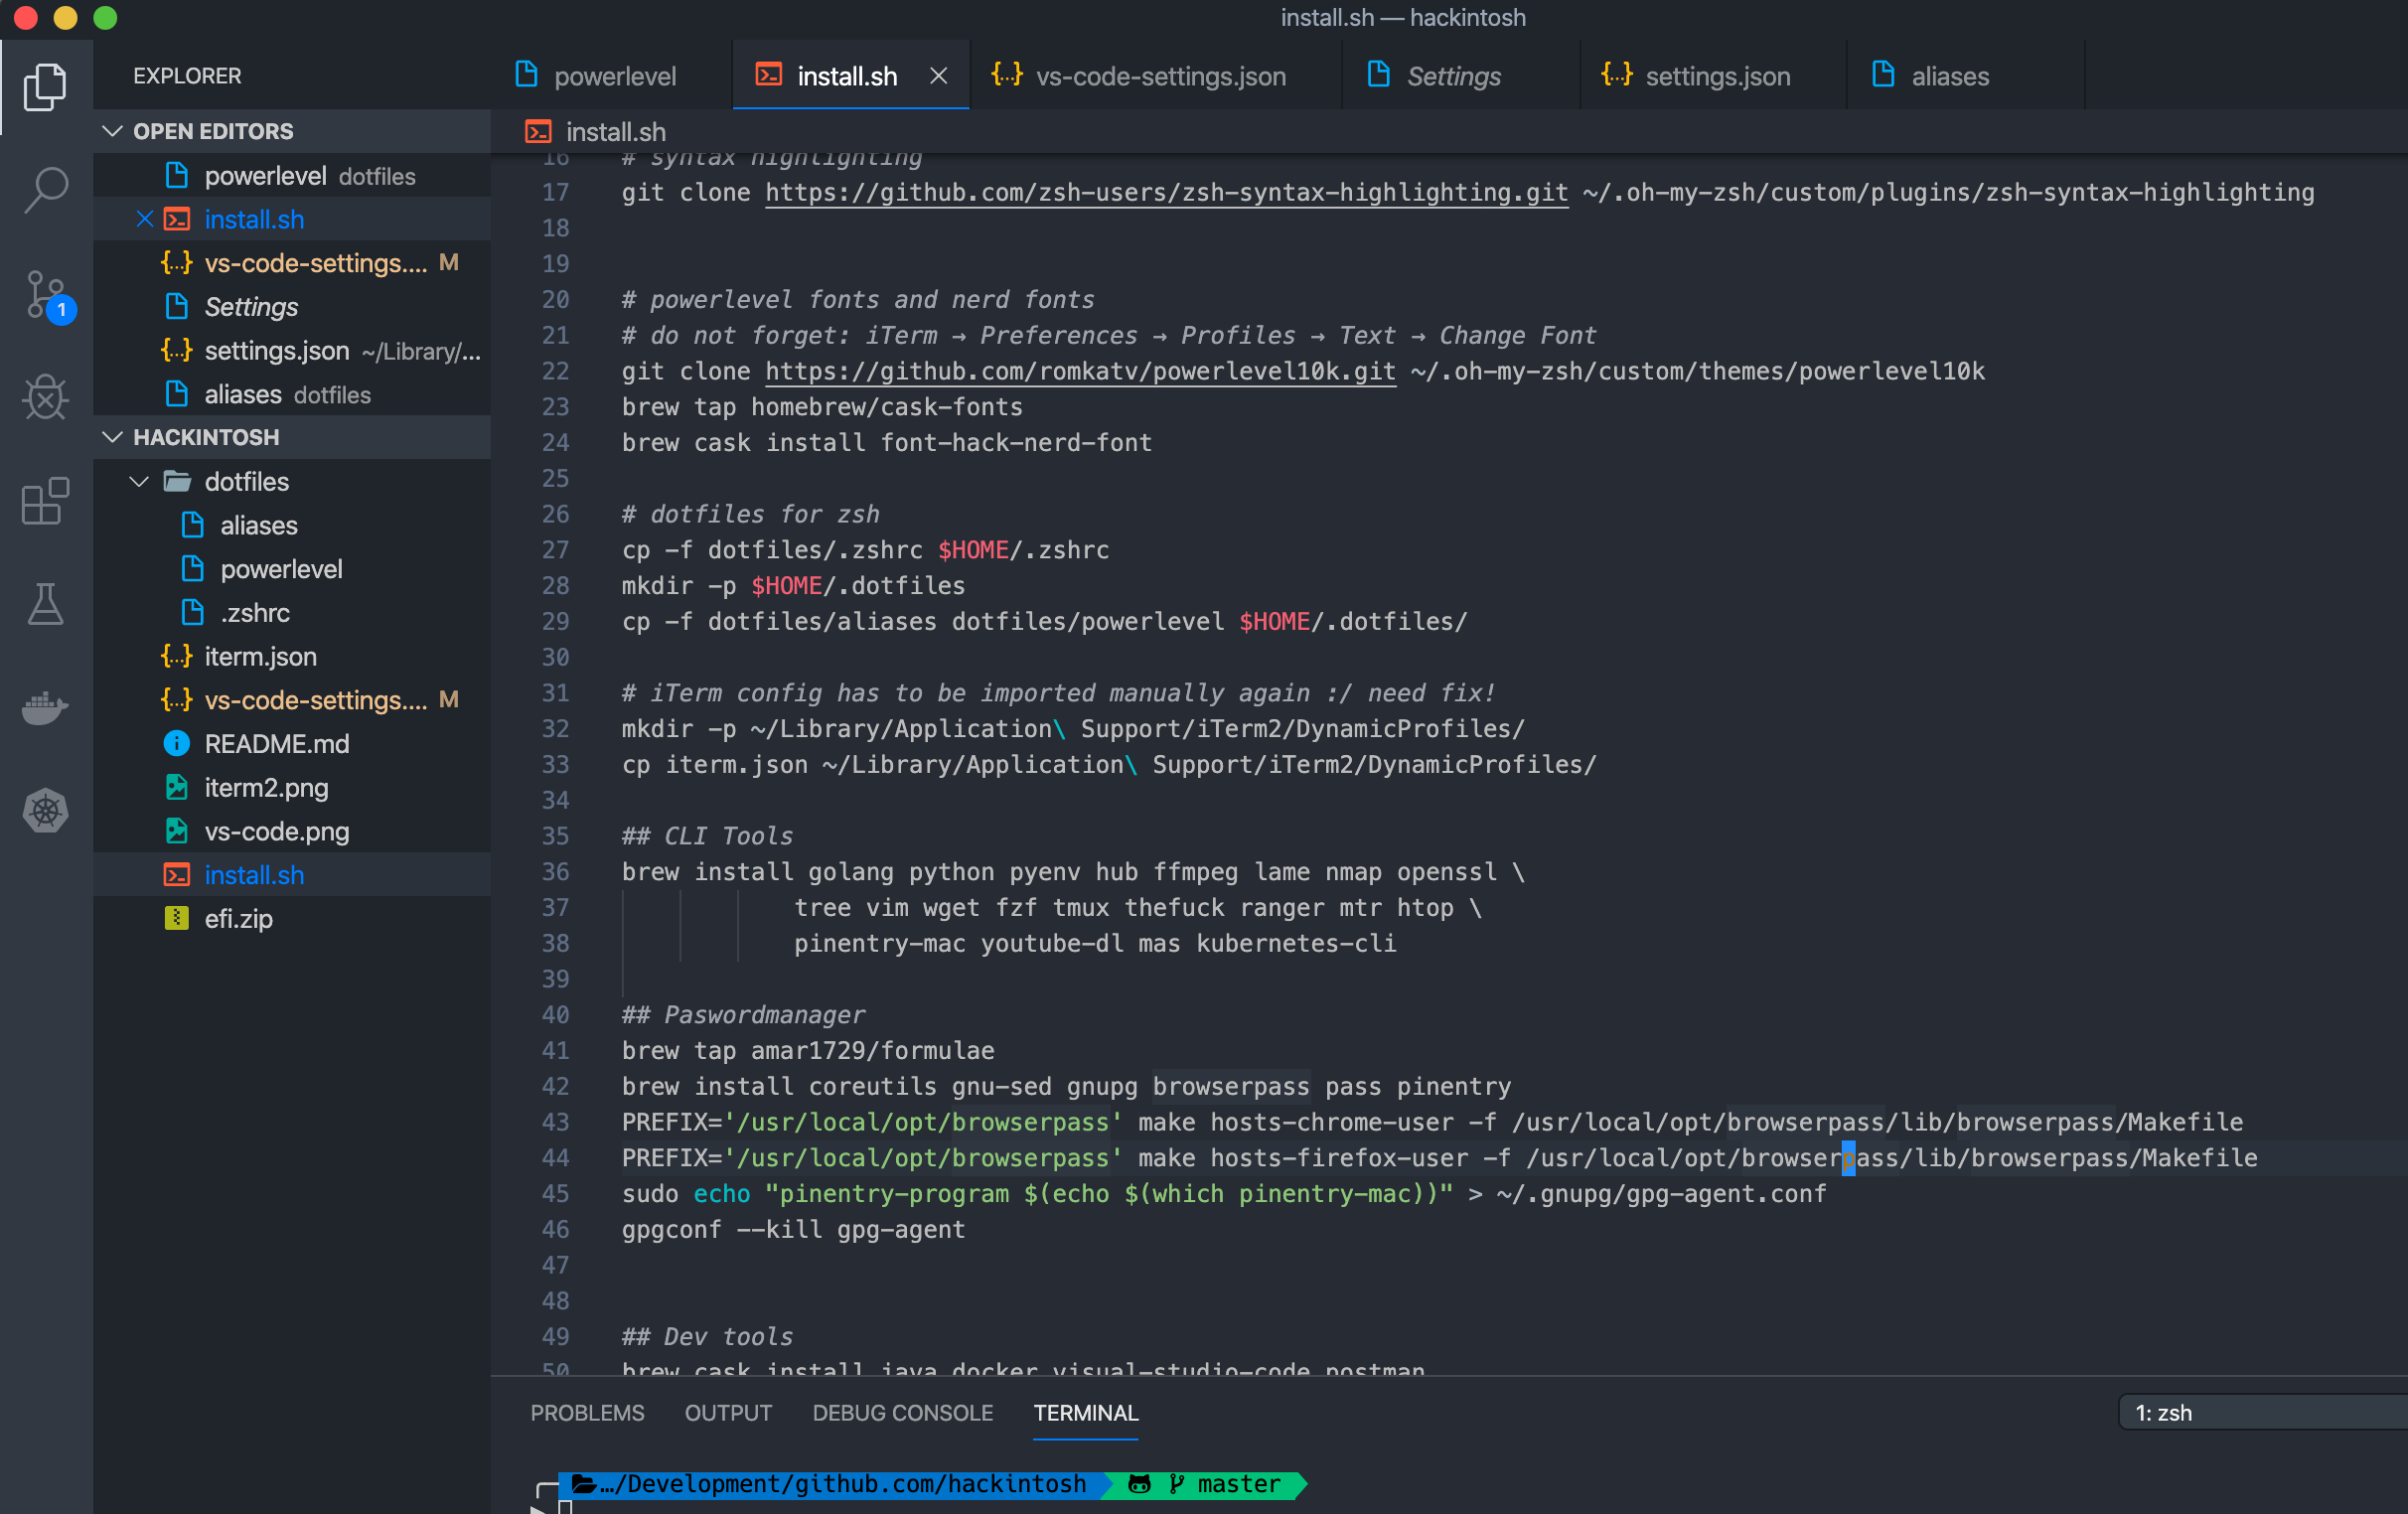 install.sh — hackintosh
EXPLORER
powerlevel
install.sh
vs-code-settings.json
Settings
settings.json
aliases
OPEN EDITORS
powerlevel dotfiles
install.sh
vs-code-settings.... M
Settings
settings.json ~/Library/...
aliases dotfiles
1
HACKINTOSH
dotfiles
aliases
powerlevel
.zshrc
iterm.json
vs-code-settings.... M
README.md
iterm2.png
vs-code.png
install.sh
efi.zip
install.sh
16 # syntax highlighting
17 git clone https://github.com/zsh-users/zsh-syntax-highlighting.git ~/.oh-my-zsh/custom/plugins/zsh-syntax-highlighting
18
19
20 # powerlevel fonts and nerd fonts
21 # do not forget: iTerm → Preferences → Profiles → Text → Change Font
22 git clone https://github.com/romkatv/powerlevel10k.git ~/.oh-my-zsh/custom/themes/powerlevel10k
23 brew tap homebrew/cask-fonts
24 brew cask install font-hack-nerd-font
25
26 # dotfiles for zsh
27 cp -f dotfiles/.zshrc $HOME/.zshrc
28 mkdir -p $HOME/.dotfiles
29 cp -f dotfiles/aliases dotfiles/powerlevel $HOME/.dotfiles/
30
31 # iTerm config has to be imported manually again :/ need fix!
32 mkdir -p ~/Library/Application\ Support/iTerm2/DynamicProfiles/
33 cp iterm.json ~/Library/Application\ Support/iTerm2/DynamicProfiles/
34
35 ## CLI Tools
36 brew install golang python pyenv hub ffmpeg lame nmap openssl \
37 tree vim wget fzf tmux thefuck ranger mtr htop \
38 pinentry-mac youtube-dl mas kubernetes-cli
39
40 ## Paswordmanager
41 brew tap amar1729/formulae
42 brew install coreutils gnu-sed gnupg browserpass pass pinentry
43 PREFIX='/usr/local/opt/browserpass' make hosts-chrome-user -f /usr/local/opt/browserpass/lib/browserpass/Makefile
44 PREFIX='/usr/local/opt/browserpass' make hosts-firefox-user -f /usr/local/opt/browserpass/lib/browserpass/Makefile
45 sudo echo "pinentry-program $(echo $(which pinentry-mac))" > ~/.gnupg/gpg-agent.conf
46 gpgconf --kill gpg-agent
47
48
49 ## Dev tools
50 brew cask install java docker visual-studio-code postman
PROBLEMS OUTPUT DEBUG CONSOLE TERMINAL
1: zsh
…/Development/github.com/hackintosh master